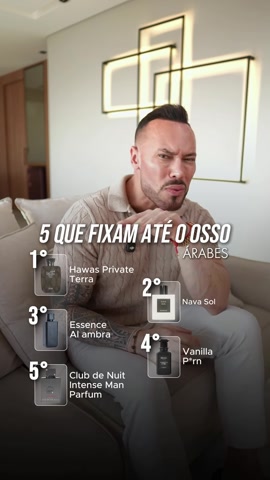 5 QUE FIXAM ATÉ O OSSO
ÁRABES
1°
Hawas Private
Terra
2°
Nava Sol
3°
Essence
Al ambra
4°
Vanilla
P*rn
5°
Club de Nuit
Intense Man
Parfum